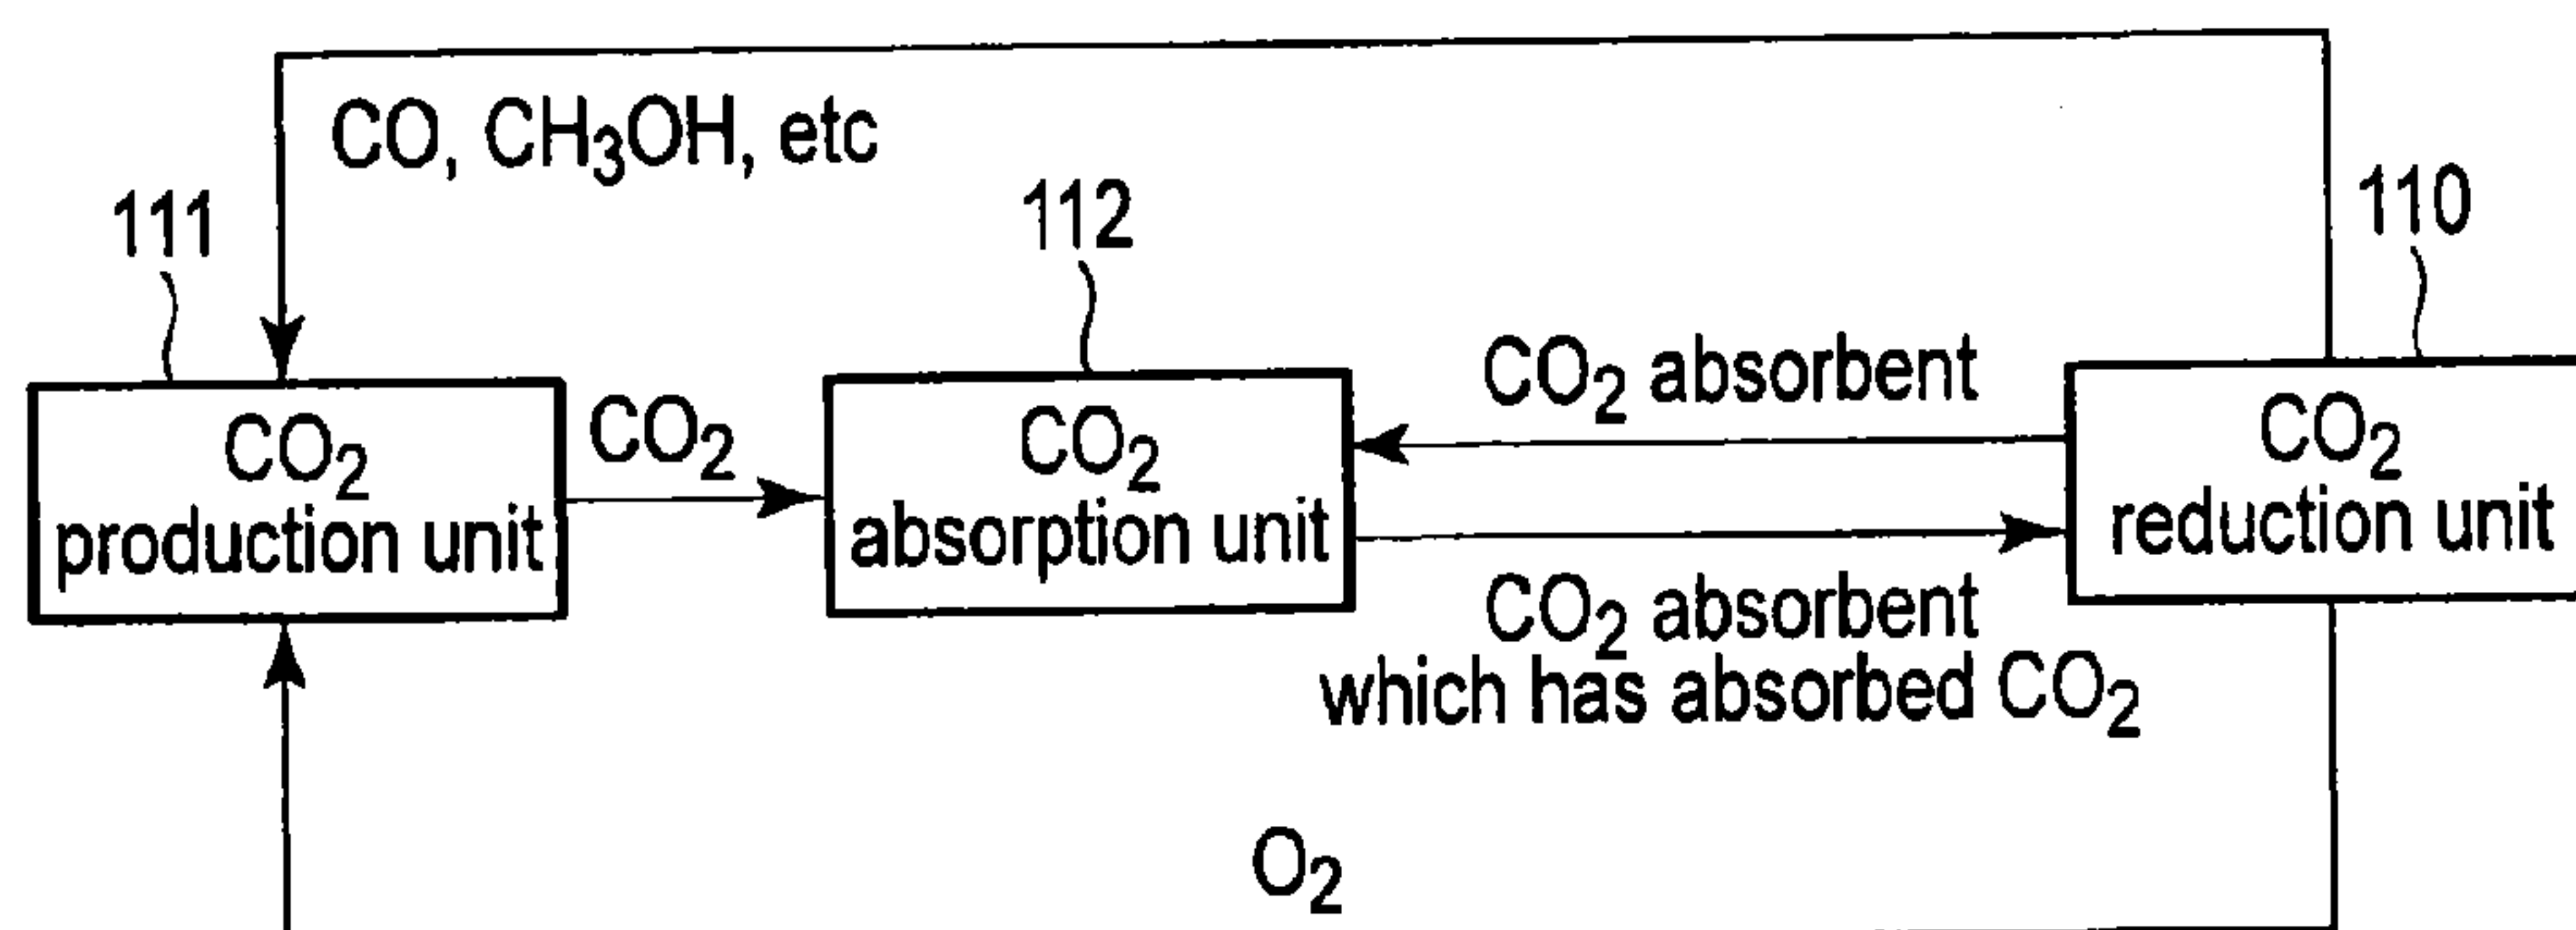 CO, CH₃OH, etc
111
112
110
CO₂
production unit
CO₂
CO₂
absorption unit
CO₂ absorbent
CO₂ absorbent
which has absorbed CO₂
CO₂
reduction unit
O₂